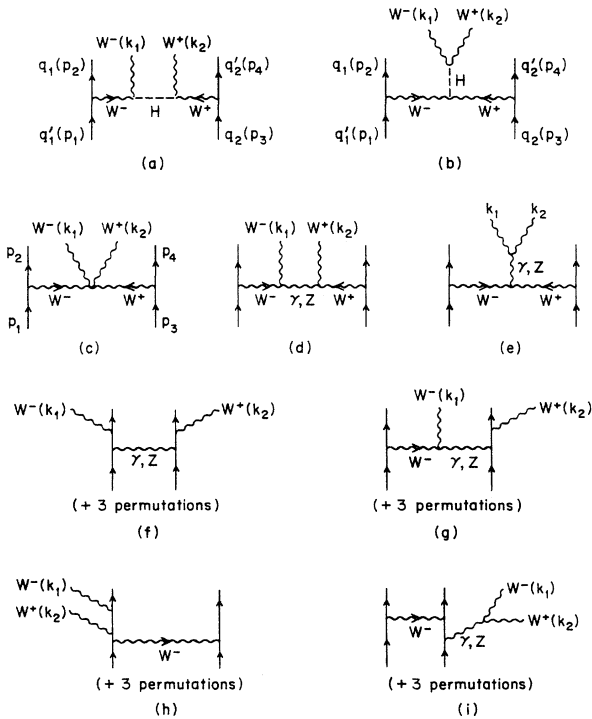 W⁻(k₁) W⁺(k₂)
q₁(p₂) q₂′(p₄)
W⁻ H W⁺
q₁′(p₁) q₂(p₃)
(a)
W⁻(k₁) W⁺(k₂)
q₁(p₂) q₂′(p₄)
H
W⁻ W⁺
q₁′(p₁) q₂(p₃)
(b)
W⁻(k₁) W⁺(k₂)
p₂ p₄
W⁻ W⁺
p₁ p₃
(c)
W⁻(k₁) W⁺(k₂)
W⁻ γ,Z W⁺
(d)
k₁ k₂
γ,Z
W⁻ W⁺
(e)
W⁻(k₁) W⁺(k₂)
γ,Z
(+ 3 permutations)
(f)
W⁻(k₁)
W⁺(k₂)
W⁻ γ,Z
(+ 3 permutations)
(g)
W⁻(k₁)
W⁺(k₂)
W⁻
(+ 3 permutations)
(h)
W⁻(k₁)
W⁺(k₂)
W⁻ γ,Z
(+ 3 permutations)
(i)